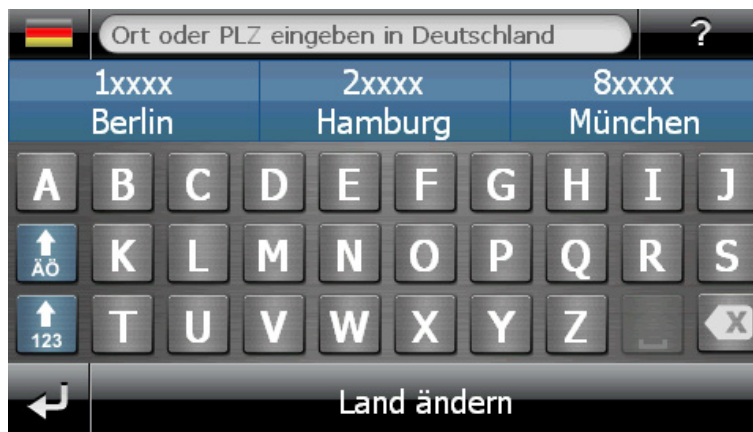 Ort oder PLZ eingeben in Deutschland ?
1xxxx 2xxxx 8xxxx
Berlin Hamburg München
A B C D E F G H I J
ÄÖ K L M N O P Q R S
123 T U V W X Y Z X
Land ändern